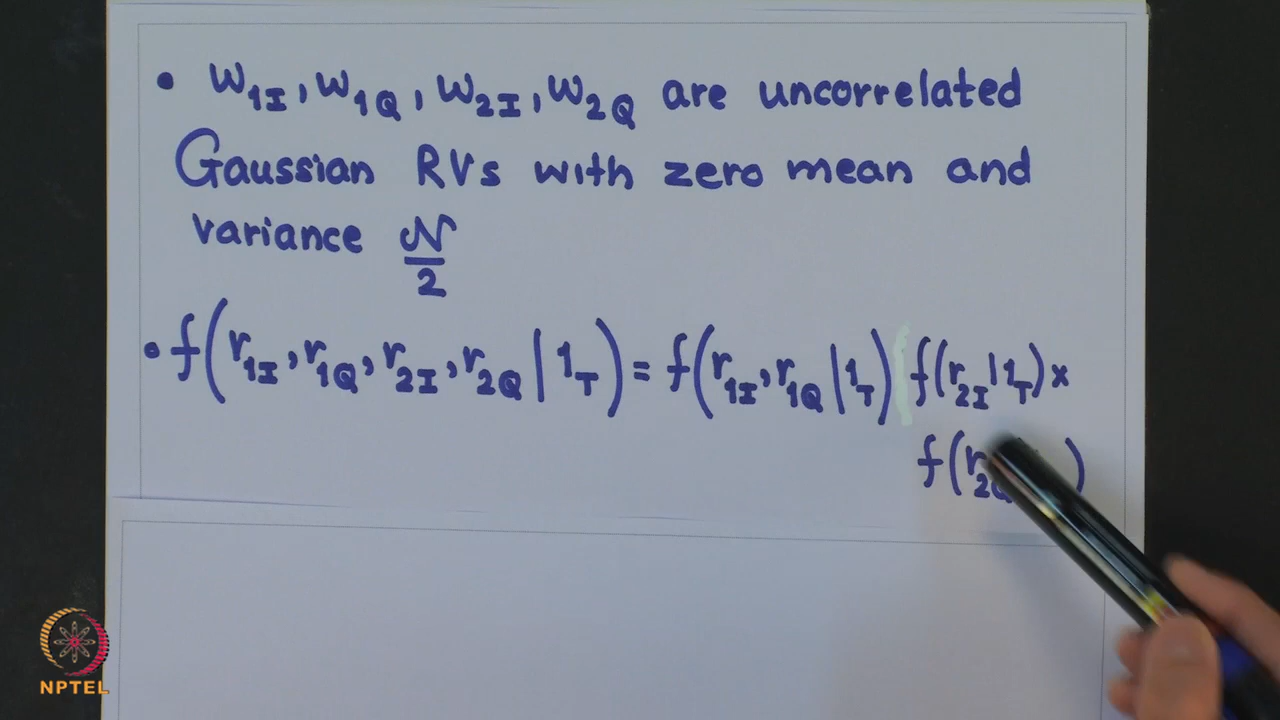 • W1I, W1Q, W2I, W2Q are uncorrelated
Gaussian RVs with zero mean and
variance 𝒩/2
• f(r1I, r1Q, r2I, r2Q | 1T) = f(r1I, r1Q | 1T) f(r2I | 1T) ×
f(r2Q )
NPTEL